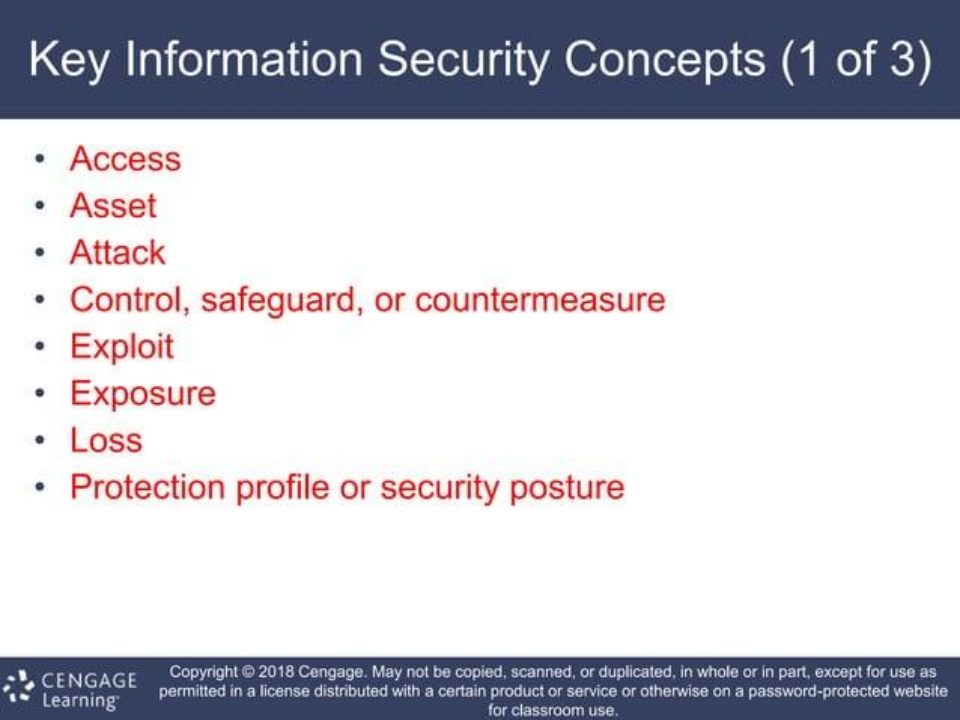 Key Information Security Concepts (1 of 3)
• Access
• Asset
• Attack
• Control, safeguard, or countermeasure
• Exploit
• Exposure
• Loss
• Protection profile or security posture
CENGAGE
Learning™
Copyright © 2018 Cengage. May not be copied, scanned, or duplicated, in whole or in part, except for use as
permitted in a license distributed with a certain product or service or otherwise on a password-protected website
for classroom use.